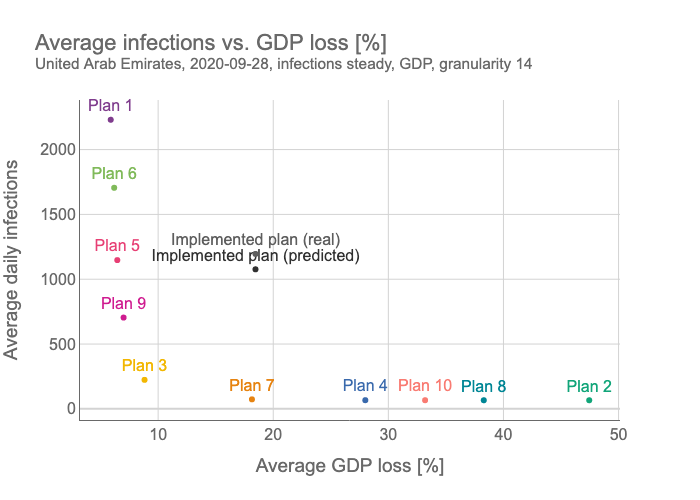 Average infections vs. GDP loss [%]
United Arab Emirates, 2020-09-28, infections steady, GDP, granularity 14
Average daily infections
Plan 1
2000
Plan 6
1500
Plan 5
Implemented plan (real)
Implemented plan (predicted)
1000
Plan 9
500
Plan 3
Plan 7
Plan 4
Plan 10
Plan 8
Plan 2
0
10
20
30
40
50
Average GDP loss [%]